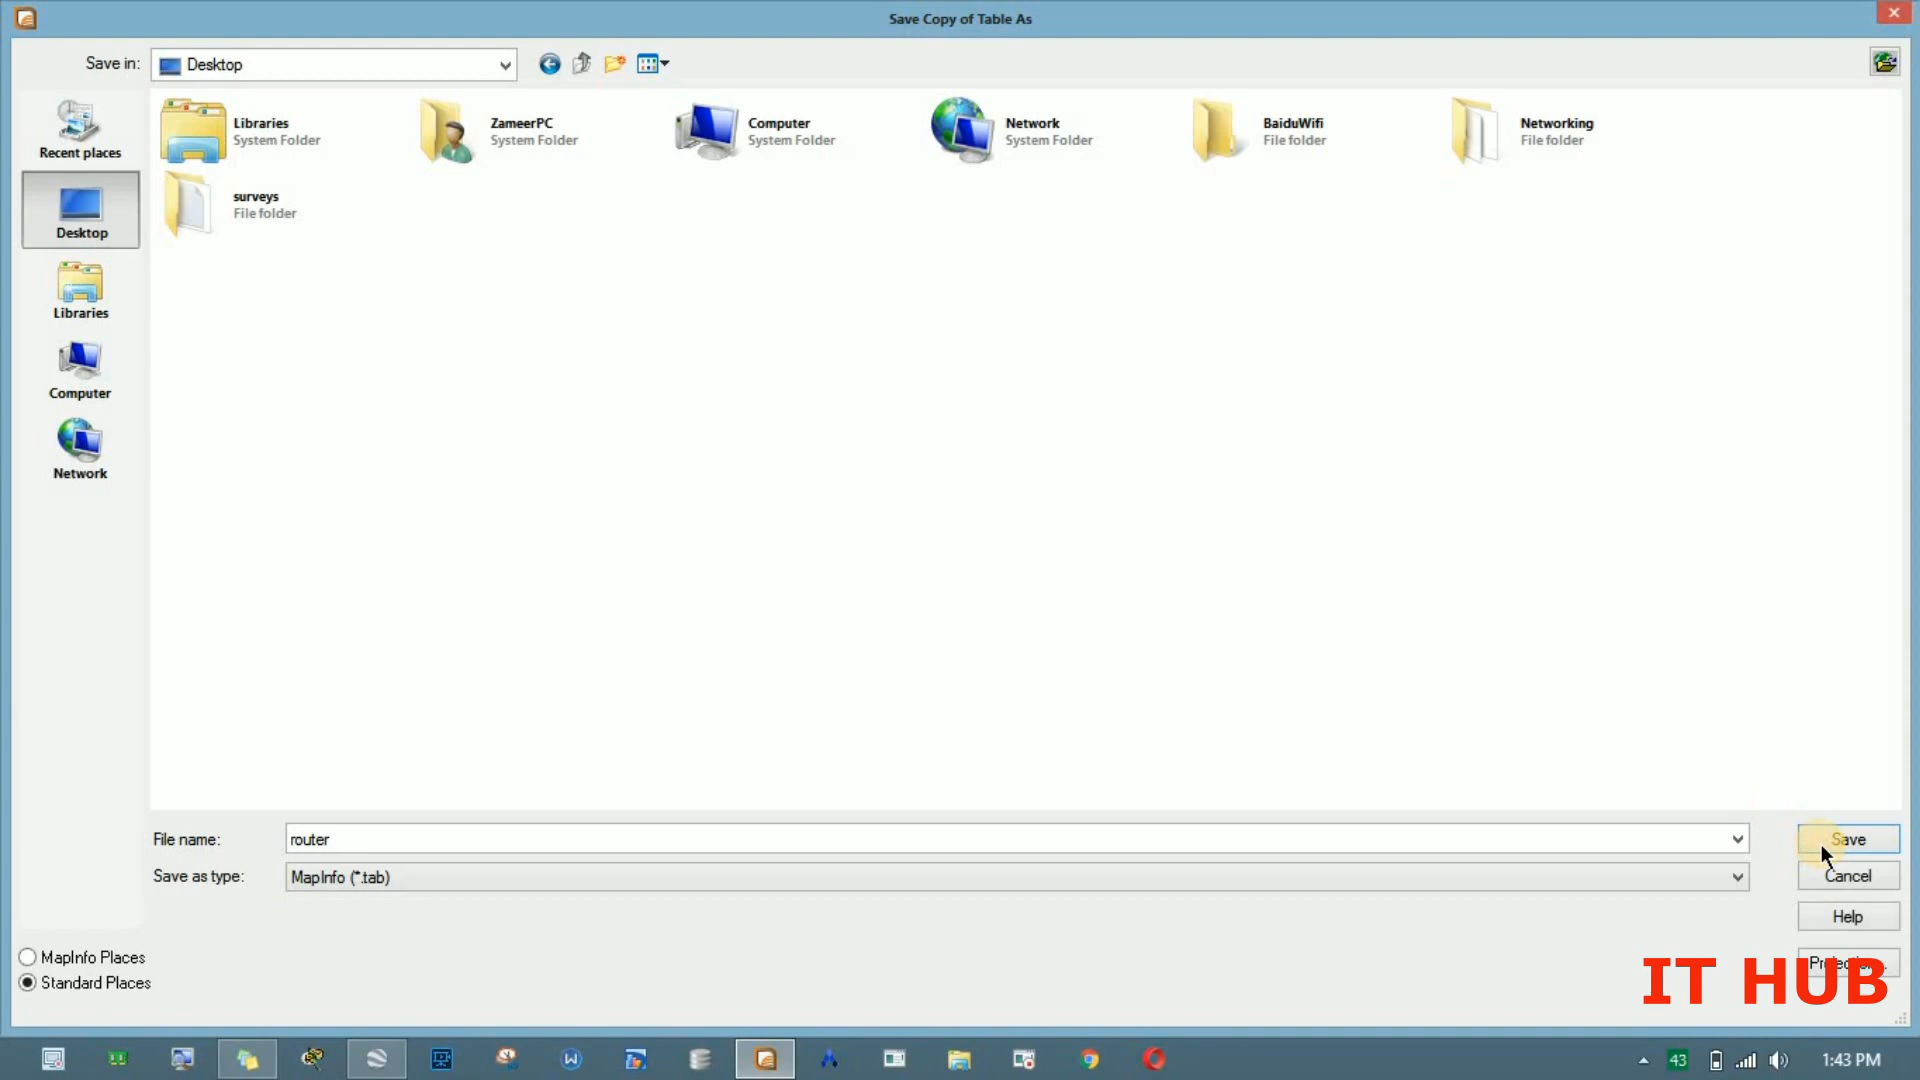 Save Copy of Table As
Save in: Desktop
Recent places
Desktop
Libraries
Computer
Network
Libraries
System Folder
ZameerPC
System Folder
Computer
System Folder
Network
System Folder
BaiduWifi
File folder
Networking
File folder
surveys
File folder
File name: router
Save
Save as type: MapInfo (*.tab)
Cancel
Help
MapInfo Places
Standard Places
IT HUB
43
1:43 PM